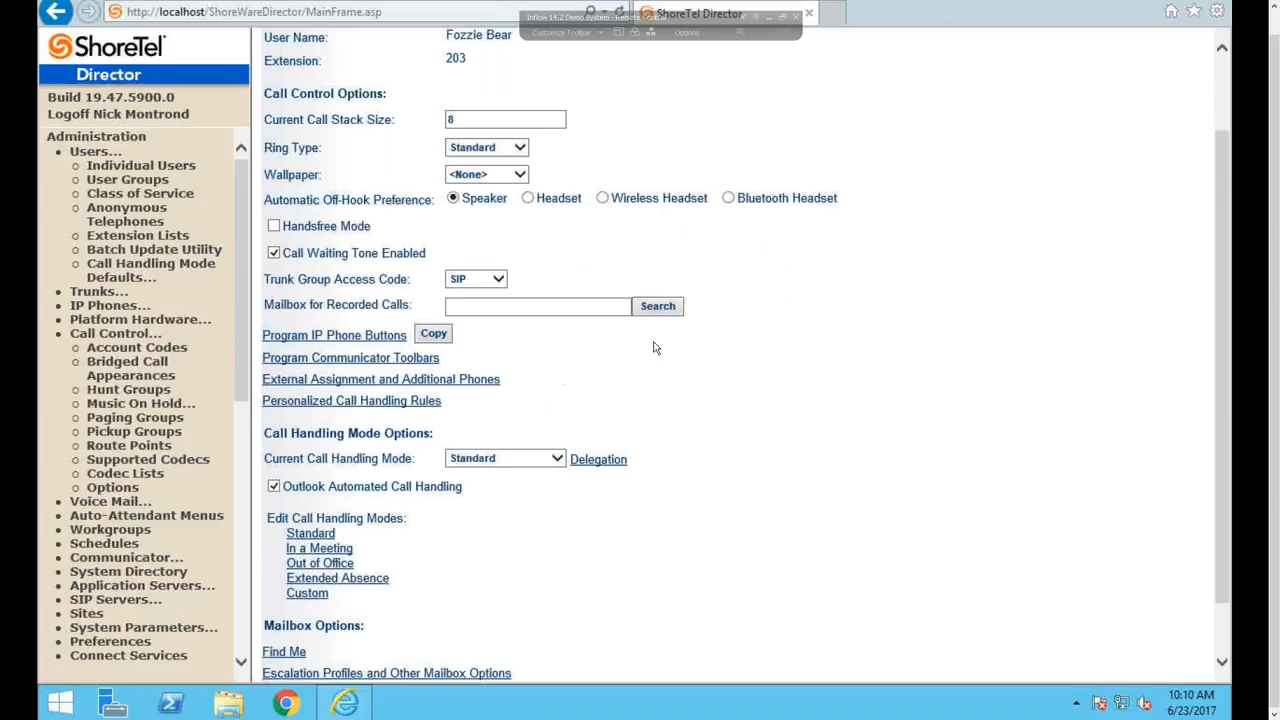 http://localhost/ShoreWareDirector/MainFrame.asp
ShoreTel Director
Inflow 14.2 Demo System - Remote Control
Customize Toolbar
Options
ShoreTel
Director
Build 19.47.5900.0
Logoff Nick Montrond
Administration
Users...
Individual Users
User Groups
Class of Service
Anonymous
Telephones
Extension Lists
Batch Update Utility
Call Handling Mode
Defaults...
Trunks...
IP Phones...
Platform Hardware...
Call Control...
Account Codes
Bridged Call
Appearances
Hunt Groups
Music On Hold...
Paging Groups
Pickup Groups
Route Points
Supported Codecs
Codec Lists
Options
Voice Mail...
Auto-Attendant Menus
Workgroups
Schedules
Communicator...
System Directory
Application Servers...
SIP Servers...
Sites
System Parameters...
Preferences
Connect Services
User Name: Fozzie Bear
Extension: 203
Call Control Options:
Current Call Stack Size: 8
Ring Type: Standard
Wallpaper: <None>
Automatic Off-Hook Preference: Speaker Headset Wireless Headset Bluetooth Headset
Handsfree Mode
Call Waiting Tone Enabled
Trunk Group Access Code: SIP
Mailbox for Recorded Calls: Search
Program IP Phone Buttons Copy
Program Communicator Toolbars
External Assignment and Additional Phones
Personalized Call Handling Rules
Call Handling Mode Options:
Current Call Handling Mode: Standard Delegation
Outlook Automated Call Handling
Edit Call Handling Modes:
Standard
In a Meeting
Out of Office
Extended Absence
Custom
Mailbox Options:
Find Me
Escalation Profiles and Other Mailbox Options
10:10 AM
6/23/2017